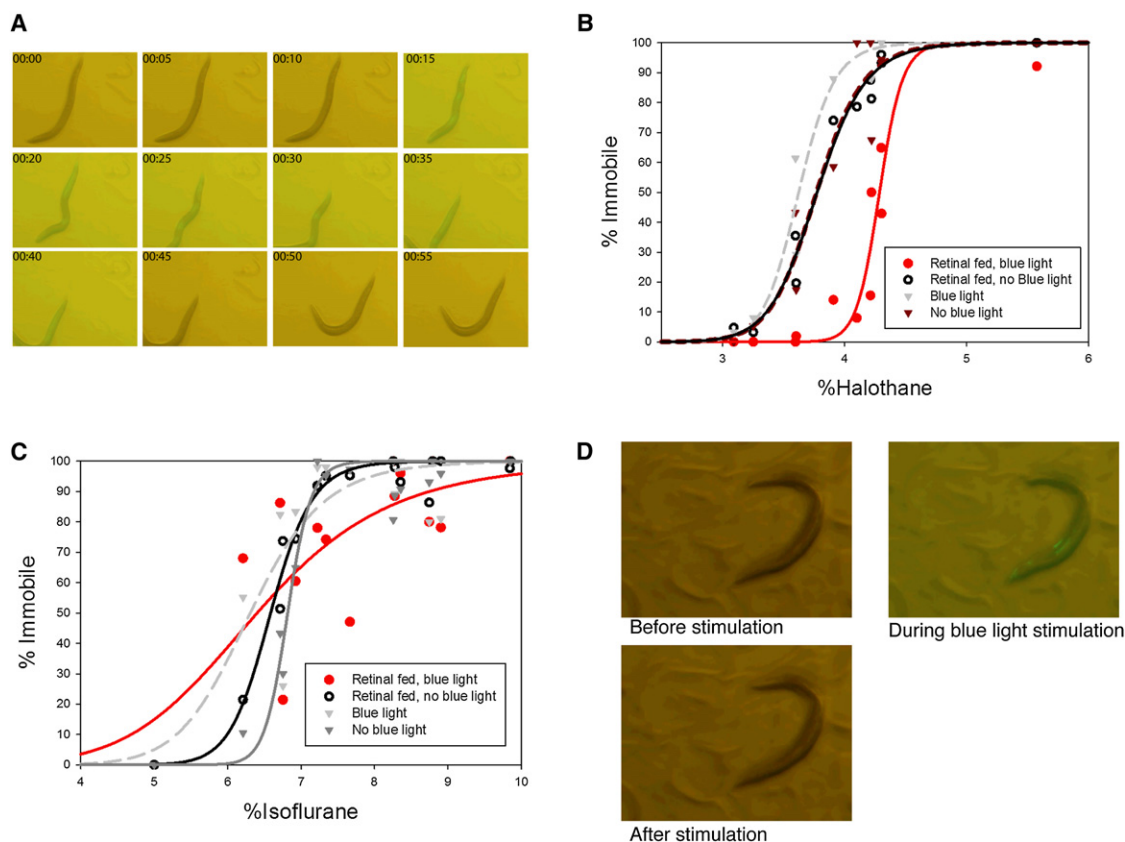 A
00:00 00:05 00:10 00:15
00:20 00:25 00:30 00:35
00:40 00:45 00:50 00:55
B
100
90
80
70
60
50
40
30
20
10
0
% Immobile
Retinal fed, blue light
Retinal fed, no Blue light
Blue light
No blue light
3 4 5 6
%Halothane
C
100
90
80
70
60
50
40
30
20
10
0
% Immobile
Retinal fed, blue light
Retinal fed, no blue light
Blue light
No blue light
4 5 6 7 8 9 10
%Isoflurane
D
Before stimulation
During blue light stimulation
After stimulation